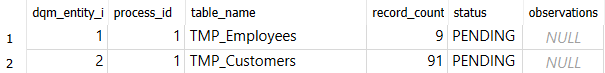 dqm_entity_i process_id table_name record_count status observations
1 1 1 TMP_Employees 9 PENDING NULL
2 2 1 TMP_Customers 91 PENDING NULL